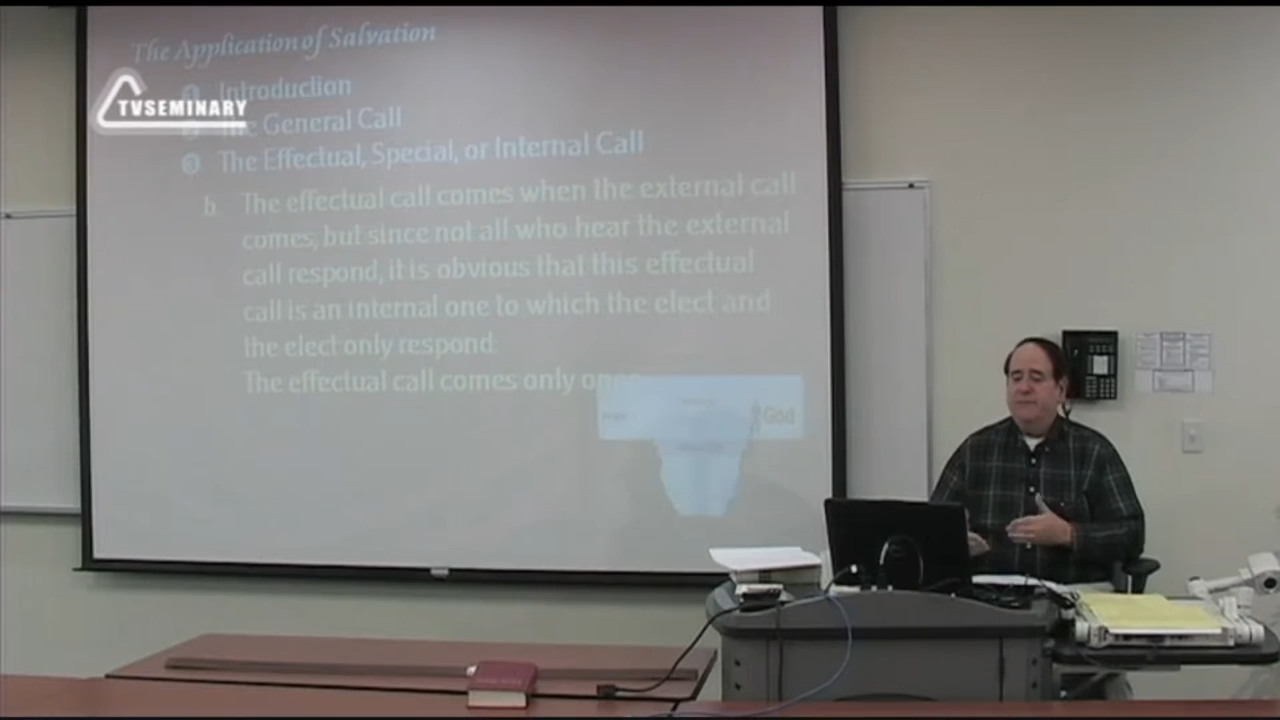 The Application of Salvation
Introduction
TVSEMINARY
The General Call
3 The Effectual, Special, or Internal Call
b. The effectual call comes when the external call
comes; but since not all who hear the external
call respond, it is obvious that this effectual
call is an internal one to which the elect and
the elect only respond.
The effectual call comes only once
God